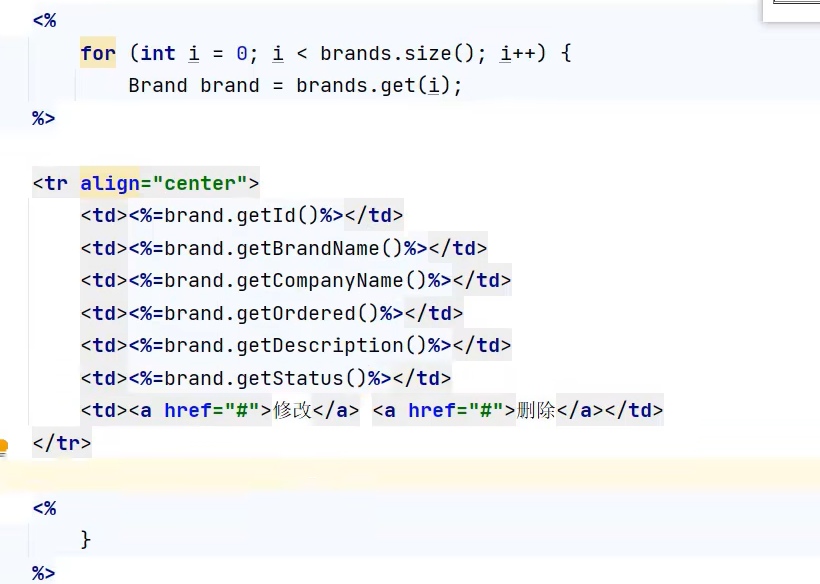 <%
for (int i = 0; i < brands.size(); i++) {
Brand brand = brands.get(i);
%>
<tr align="center">
<td><%=brand.getId()%></td>
<td><%=brand.getBrandName()%></td>
<td><%=brand.getCompanyName()%></td>
<td><%=brand.getOrdered()%></td>
<td><%=brand.getDescription()%></td>
<td><%=brand.getStatus()%></td>
<td><a href="#">修改</a> <a href="#">删除</a></td>
</tr>
<%
}
%>